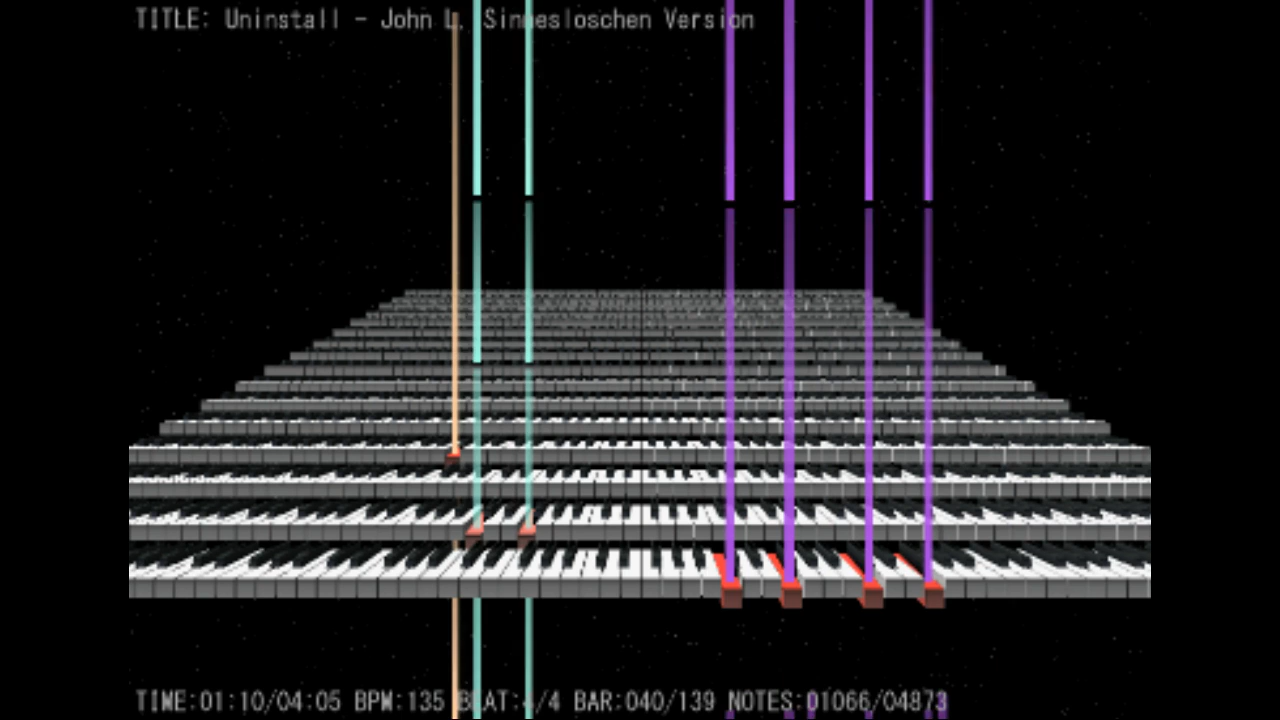 TITLE: Uninstall - John L. Sinnesloschen Version
TIME:01:10/04:05 BPM:135 BEAT:4/4 BAR:040/139 NOTES:01066/04873